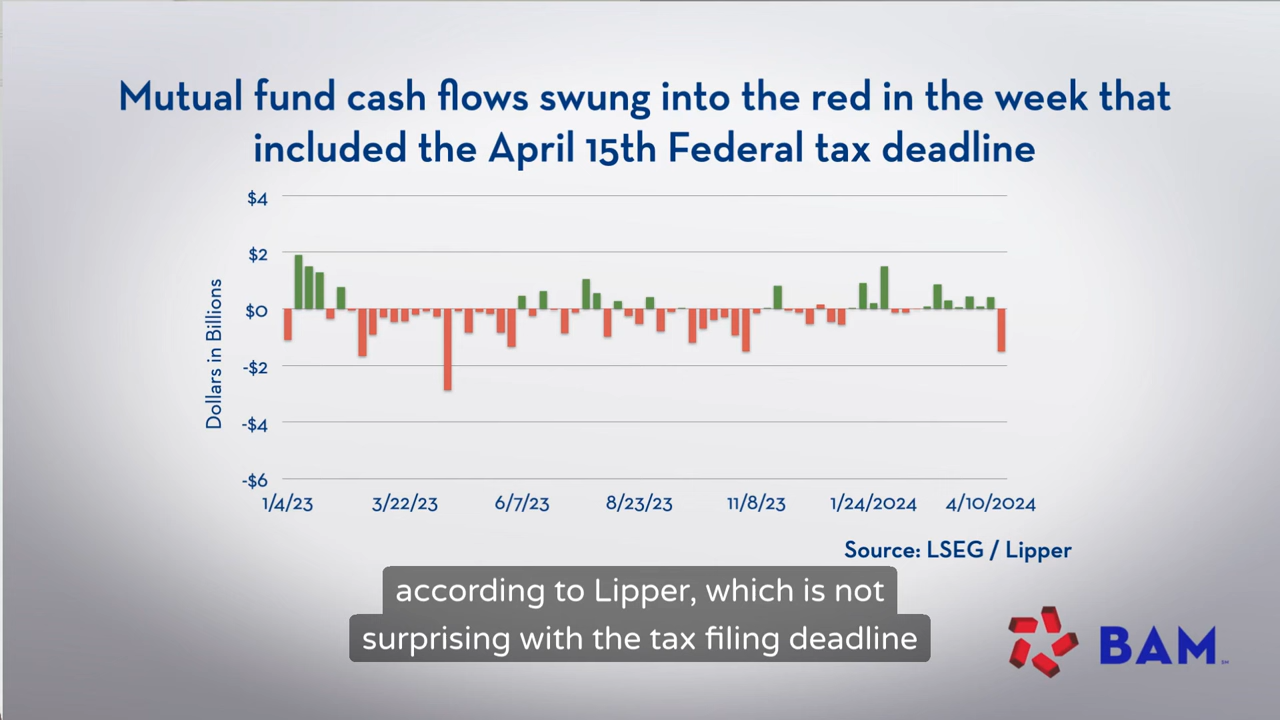 Mutual fund cash flows swung into the red in the week that
included the April 15th Federal tax deadline
$4
$2
$0
-$2
-$4
-$6
Dollars in Billions
1/4/23 3/22/23 6/7/23 8/23/23 11/8/23 1/24/2024 4/10/2024
Source: LSEG / Lipper
according to Lipper, which is not
surprising with the tax filing deadline
BAM
SM